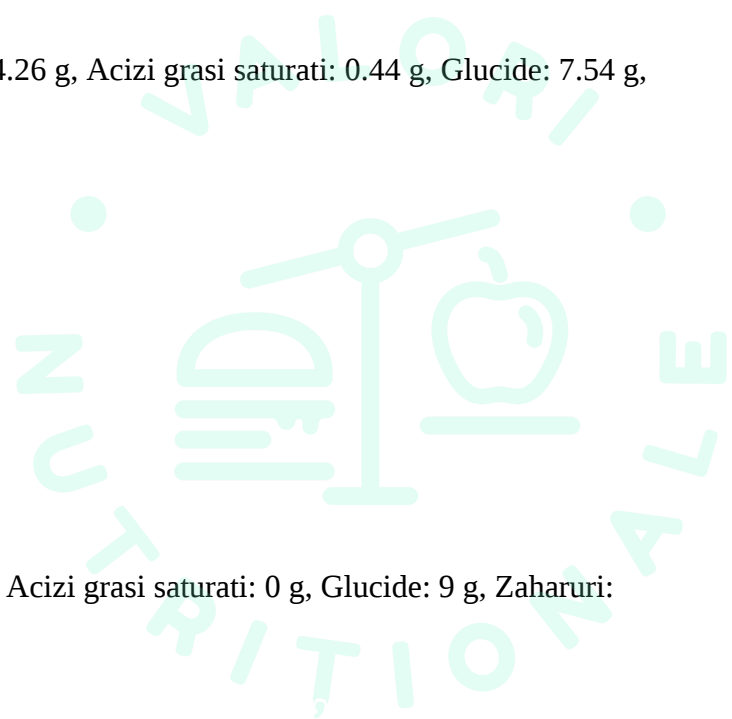 4.26 g, Acizi grasi saturati: 0.44 g, Glucide: 7.54 g,
VALORI
NUTRITIONALE
Acizi grasi saturati: 0 g, Glucide: 9 g, Zaharuri: